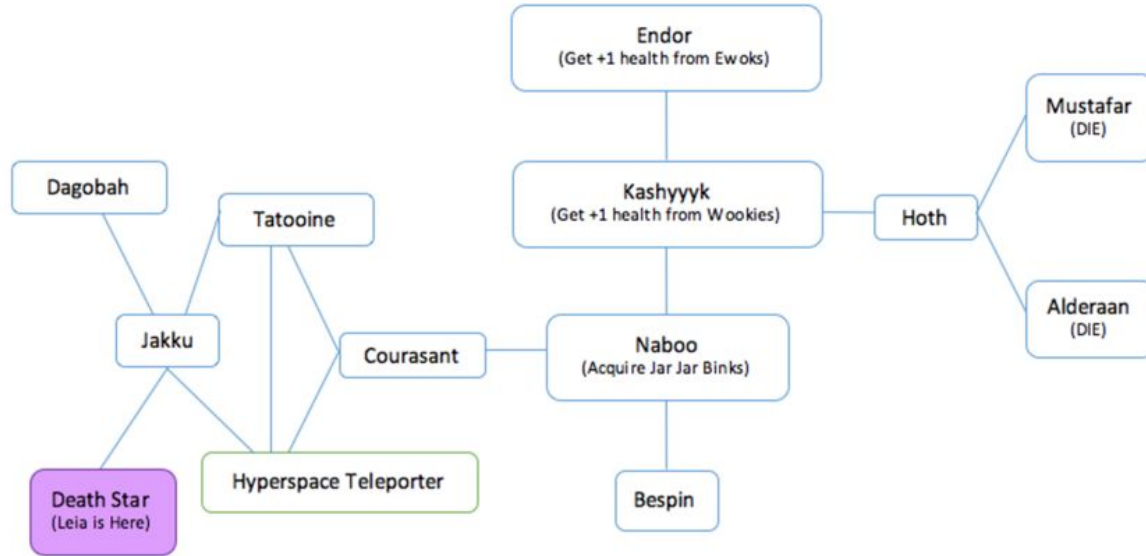 Endor
(Get +1 health from Ewoks)
Mustafar
(DIE)
Dagobah
Tatooine
Kashyyyk
(Get +1 health from Wookies)
Hoth
Alderaan
(DIE)
Jakku
Courasant
Naboo
(Acquire Jar Jar Binks)
Death Star
(Leia is Here)
Hyperspace Teleporter
Bespin